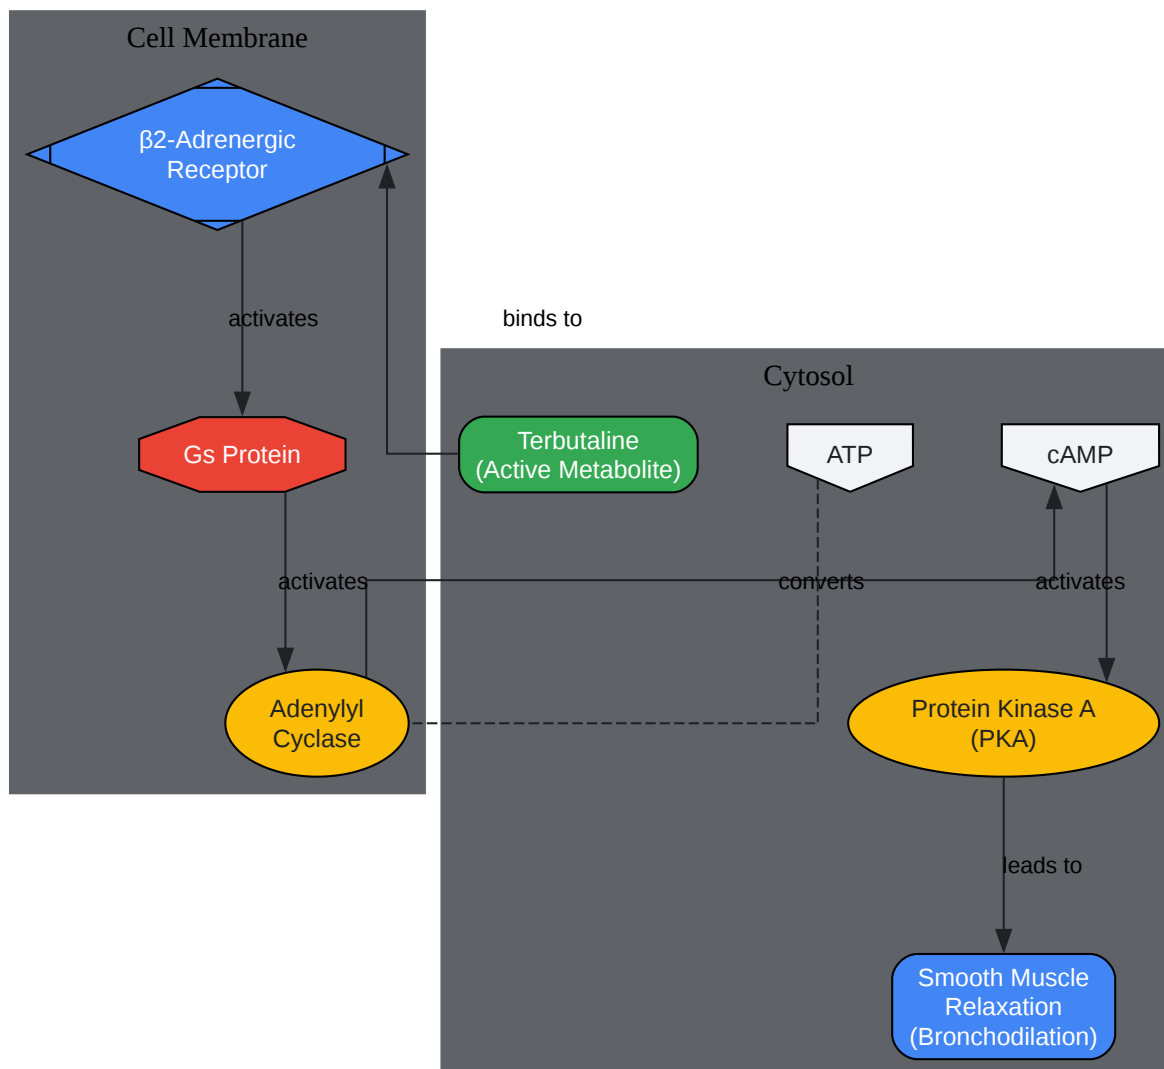 Cell Membrane
β2-Adrenergic
Receptor
activates
binds to
Cytosol
Gs Protein
Terbutaline
(Active Metabolite)
ATP
cAMP
activates
converts
activates
Adenylyl
Cyclase
Protein Kinase A
(PKA)
leads to
Smooth Muscle
Relaxation
(Bronchodilation)